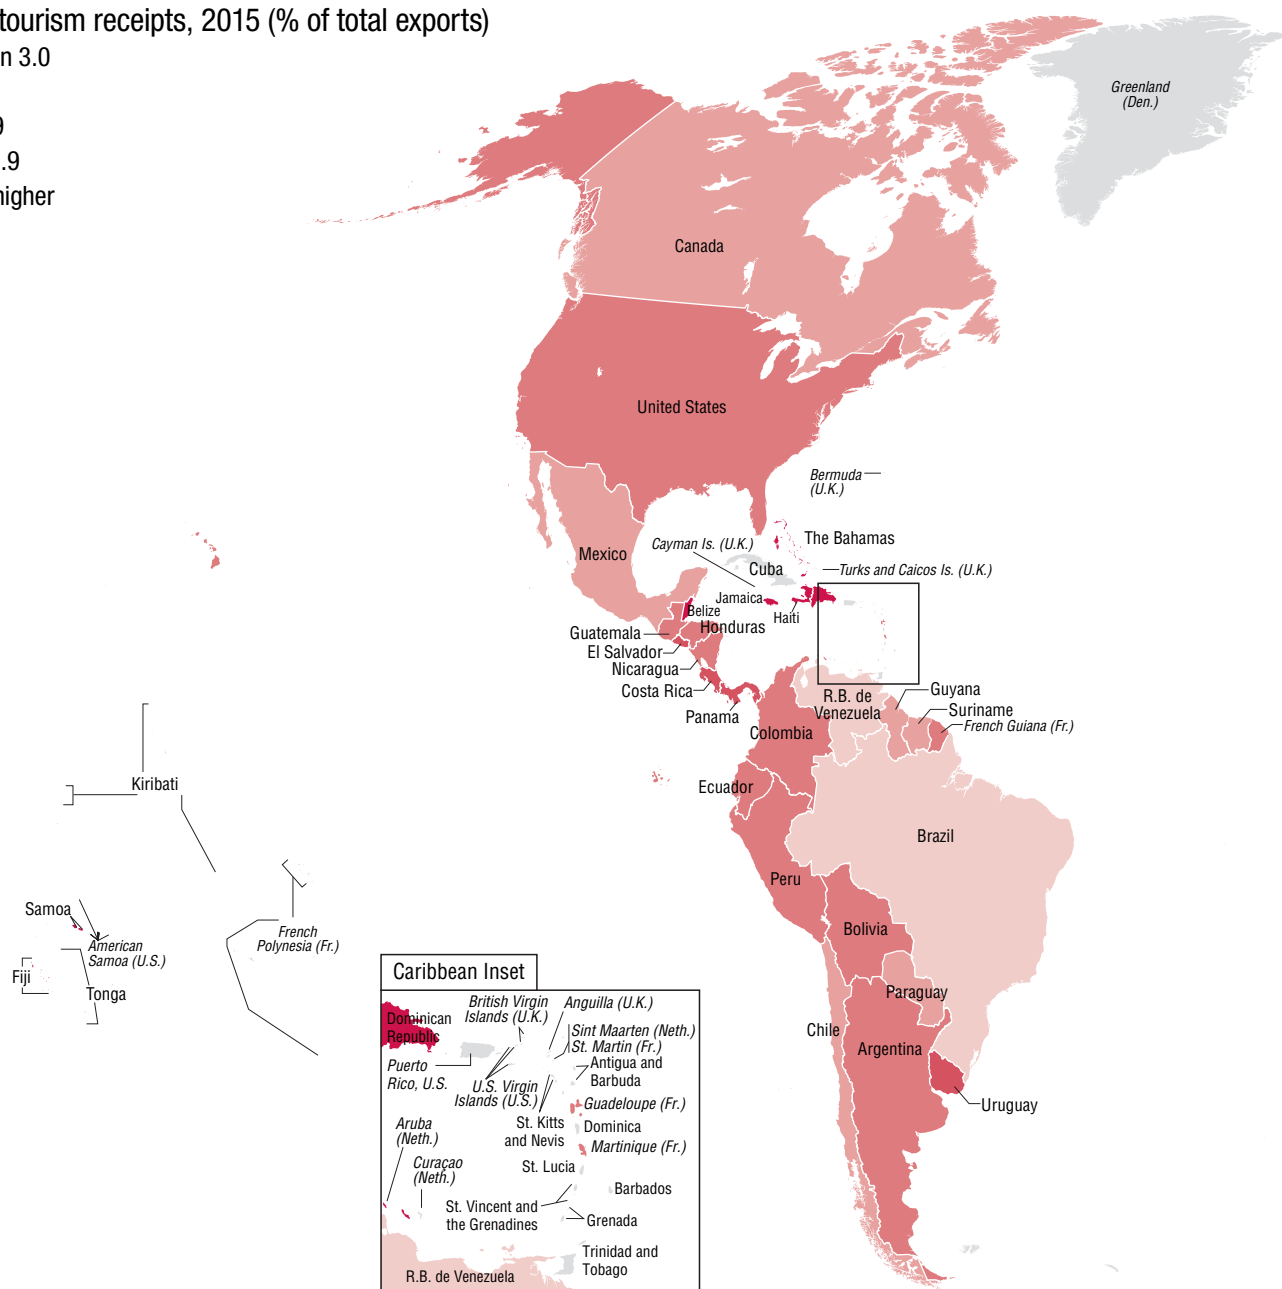 tourism receipts, 2015 (% of total exports)
n 3.0
9
.9
higher
Greenland
(Den.)
Canada
United States
Bermuda
(U.K.)
The Bahamas
Cayman Is. (U.K.)
Mexico
Cuba
Turks and Caicos Is. (U.K.)
Jamaica
Belize
Haiti
Honduras
Guatemala
El Salvador
Nicaragua
Costa Rica
Panama
R.B. de
Venezuela
Guyana
Suriname
French Guiana (Fr.)
Colombia
Ecuador
Kiribati
Brazil
Peru
Samoa
American
Samoa (U.S.)
French
Polynesia (Fr.)
Bolivia
Fiji
Tonga
Paraguay
Chile
Argentina
Uruguay
Caribbean Inset
Dominican
Republic
British Virgin
Islands (U.K.)
Anguilla (U.K.)
Sint Maarten (Neth.)
St. Martin (Fr.)
Antigua and
Barbuda
Puerto
Rico, U.S.
U.S. Virgin
Islands (U.S.)
Guadeloupe (Fr.)
St. Kitts
and Nevis
Dominica
Aruba
(Neth.)
Martinique (Fr.)
Curaçao
(Neth.)
St. Lucia
Barbados
St. Vincent and
the Grenadines
Grenada
Trinidad and
Tobago
R.B. de Venezuela